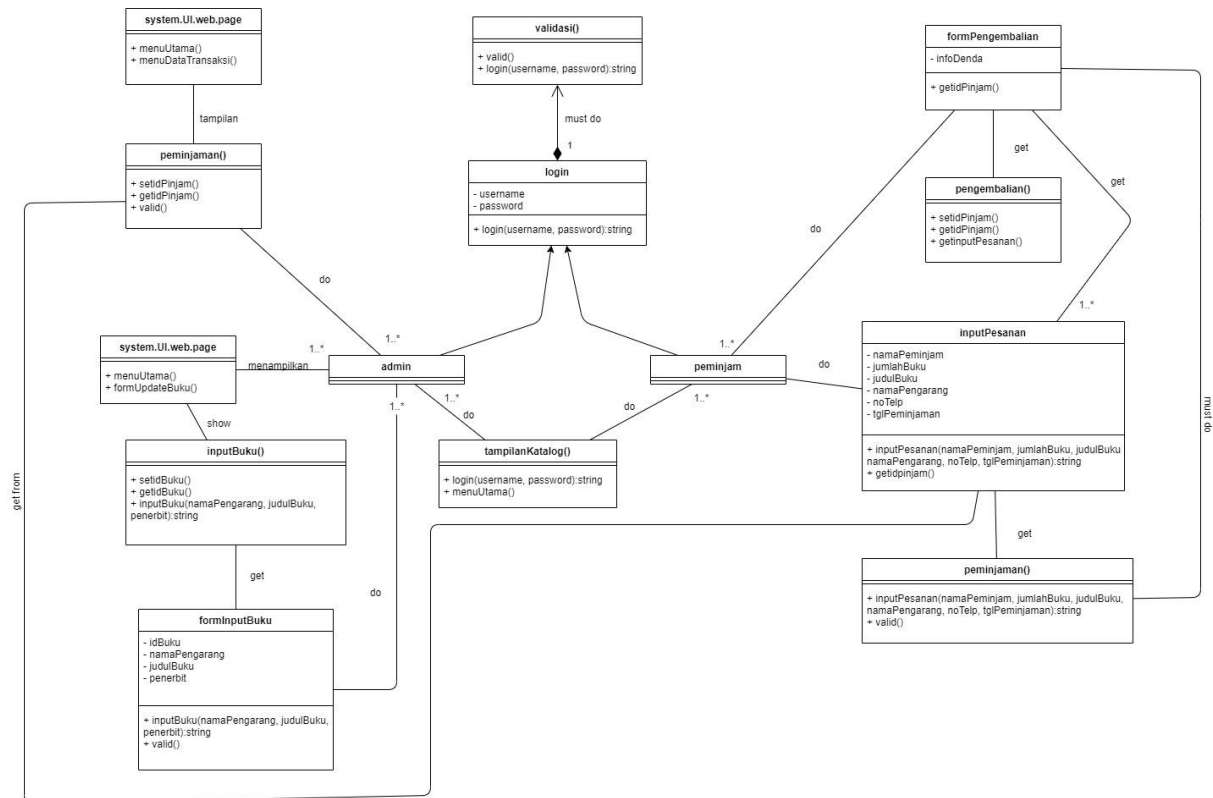 system.UI.web.page
+ menuUtama()
+ menuDataTransaksi()
tampilan
peminjaman()
+ setidPinjam()
+ getidPinjam()
+ valid()
do
validasi()
+ valid()
+ login(username, password):string
must do
1
login
- username
- password
+ login(username, password):string
formPengembalian
- infoDenda
+ getidPinjam()
get
get
do
pengembalian()
+ setidPinjam()
+ getidPinjam()
+ getinputPesanan()
1..*
inputPesanan
- namaPeminjam
- jumlahBuku
- judulBuku
- namaPengarang
- noTelp
- tglPeminjaman
+ inputPesanan(namaPeminjam, jumlahBuku, judulBuku
namaPengarang, noTelp, tglPeminjaman):string
+ getidpinjam()
must do
get
peminjaman()
+ inputPesanan(namaPeminjam, jumlahBuku, judulBuku,
namaPengarang, noTelp, tglPeminjaman):string
+ valid()
1..*
1..*
system.UI.web.page
+ menuUtama()
+ formUpdateBuku()
1..*
menampilkan
admin
peminjam
do
1..*
1..*
1..*
do
do
show
tampilanKatalog()
+ login(username, password):string
+ menuUtama()
inputBuku()
+ setidBuku()
+ getidBuku()
+ inputBuku(namaPengarang, judulBuku,
penerbit):string
get from
get
do
formInputBuku
- idBuku
- namaPengarang
- judulBuku
- penerbit
+ inputBuku(namaPengarang, judulBuku,
penerbit):string
+ valid()